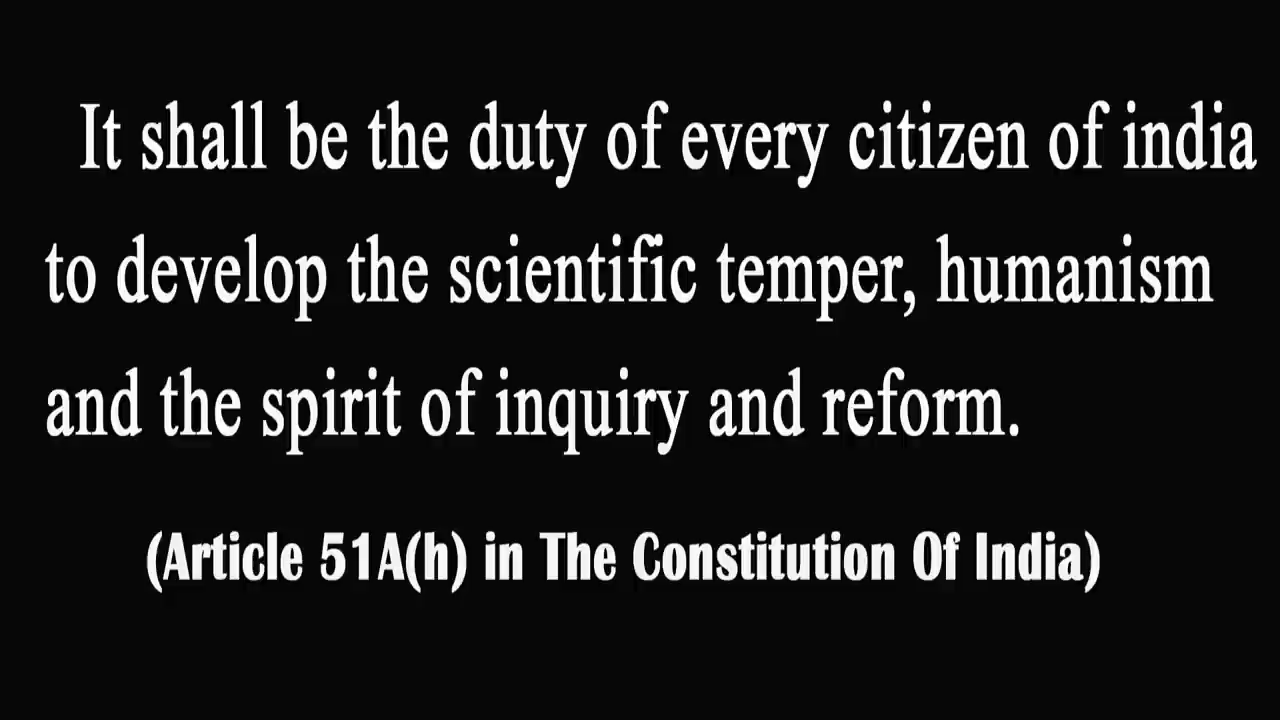 It shall be the duty of every citizen of india
to develop the scientific temper, humanism
and the spirit of inquiry and reform.
(Article 51A(h) in The Constitution Of India)